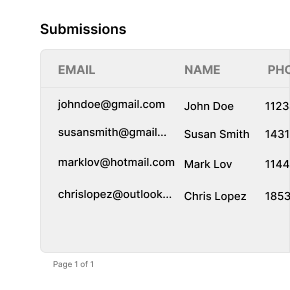 Submissions
EMAIL NAME PHO
johndoe@gmail.com John Doe 1123
susansmith@gmail... Susan Smith 1431
marklov@hotmail.com Mark Lov 1144
chrislopez@outlook... Chris Lopez 1853
Page 1 of 1